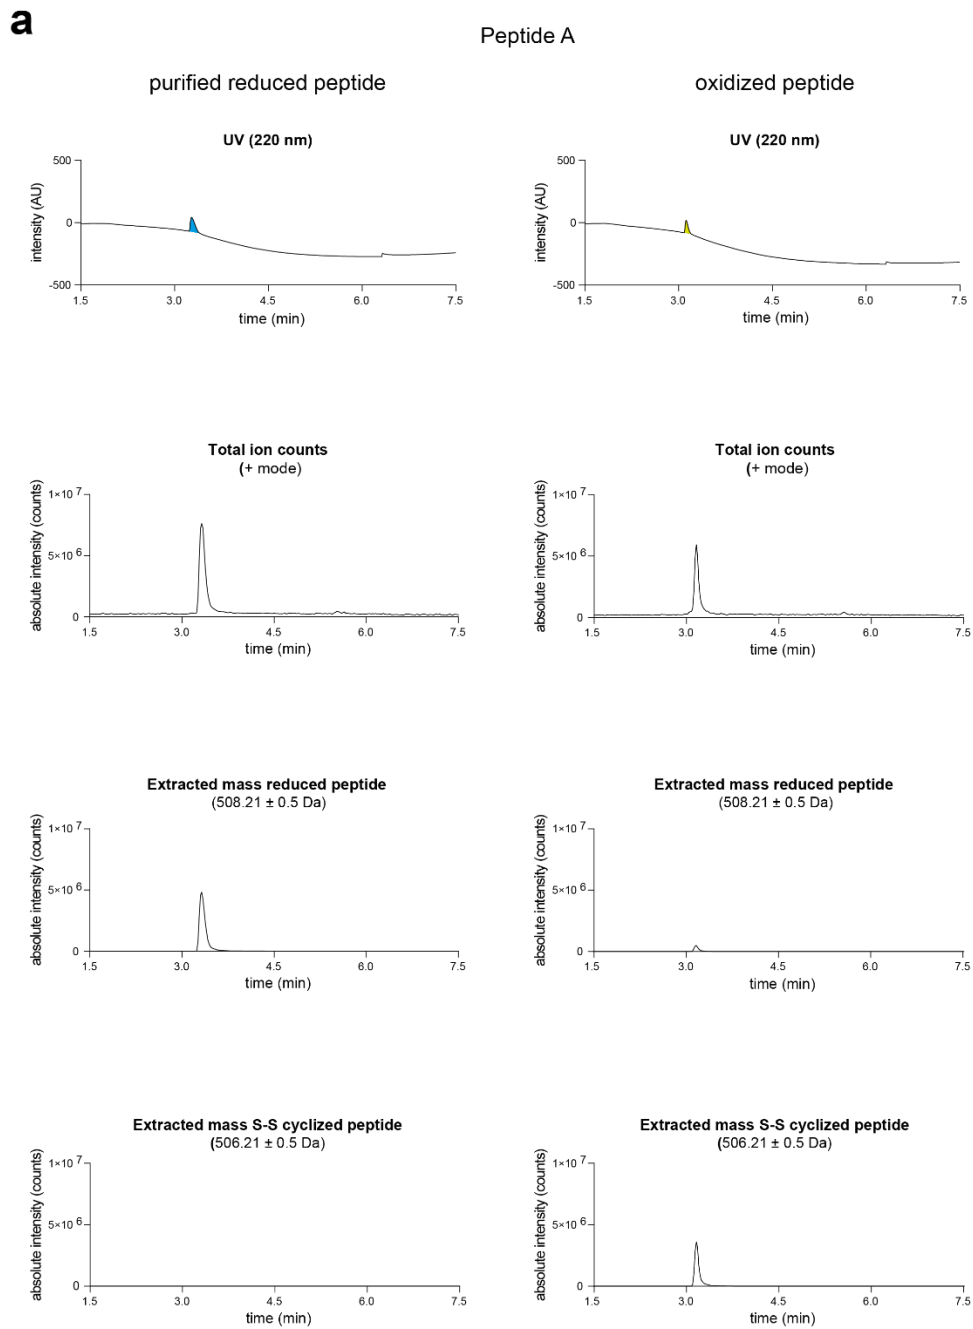 a
Peptide A
purified reduced peptide
oxidized peptide
UV (220 nm)
intensity (AU)
500
0
-500
1.5 3.0 4.5 6.0 7.5
time (min)
UV (220 nm)
intensity (AU)
500
0
-500
1.5 3.0 4.5 6.0 7.5
time (min)
Total ion counts
(+ mode)
absolute intensity (counts)
1×10 7
5×10 6
0
1.5 3.0 4.5 6.0 7.5
time (min)
Total ion counts
(+ mode)
absolute intensity (counts)
1×10 7
5×10 6
0
1.5 3.0 4.5 6.0 7.5
time (min)
Extracted mass reduced peptide
(508.21 ± 0.5 Da)
absolute intensity (counts)
1×10 7
5×10 6
0
1.5 3.0 4.5 6.0 7.5
time (min)
Extracted mass reduced peptide
(508.21 ± 0.5 Da)
absolute intensity (counts)
1×10 7
5×10 6
0
1.5 3.0 4.5 6.0 7.5
time (min)
Extracted mass S-S cyclized peptide
(506.21 ± 0.5 Da)
absolute intensity (counts)
1×10 7
5×10 6
0
1.5 3.0 4.5 6.0 7.5
time (min)
Extracted mass S-S cyclized peptide
(506.21 ± 0.5 Da)
absolute intensity (counts)
1×10 7
5×10 6
0
1.5 3.0 4.5 6.0 7.5
time (min)